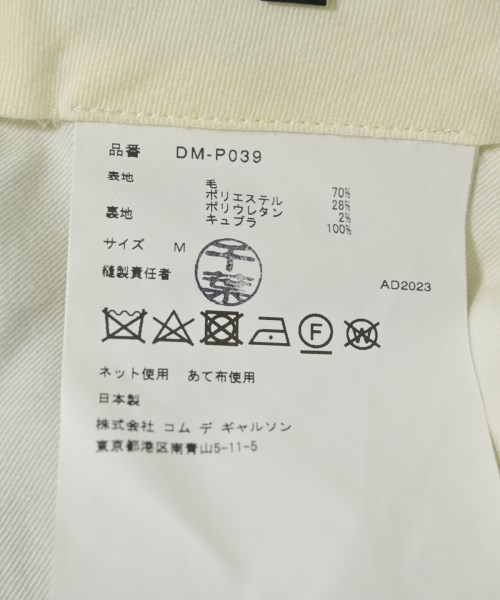 品番 DM-P039
表地 毛 70%
ポリエステル 28%
ポリウレタン 2%
裏地 キュプラ 100%
サイズ M
縫製責任者 千葉
AD2023
F W
ネット使用 あて布使用
日本製
株式会社 コム デ ギャルソン
東京都港区南青山5-11-5